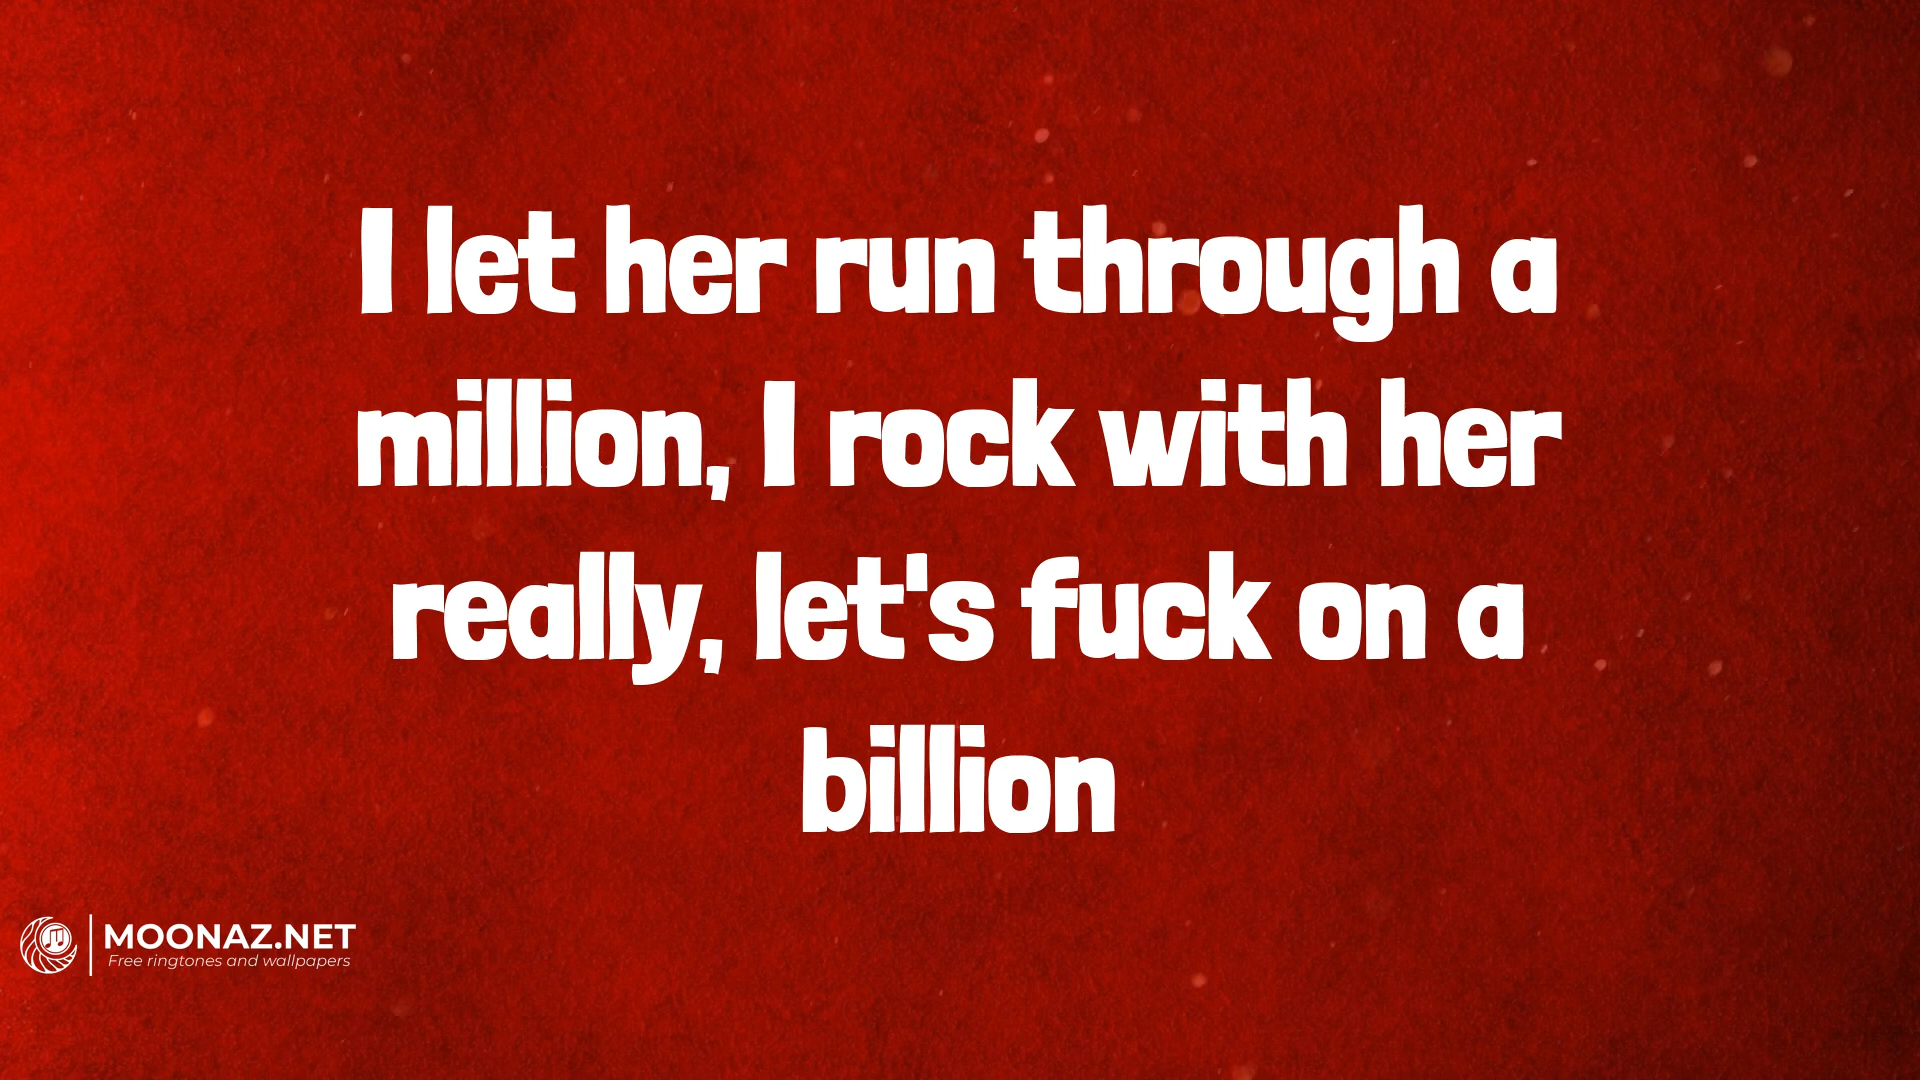 I let her run through a
million, I rock with her
really, let's fuck on a
billion
MOONAZ.NET
Free ringtones and wallpapers